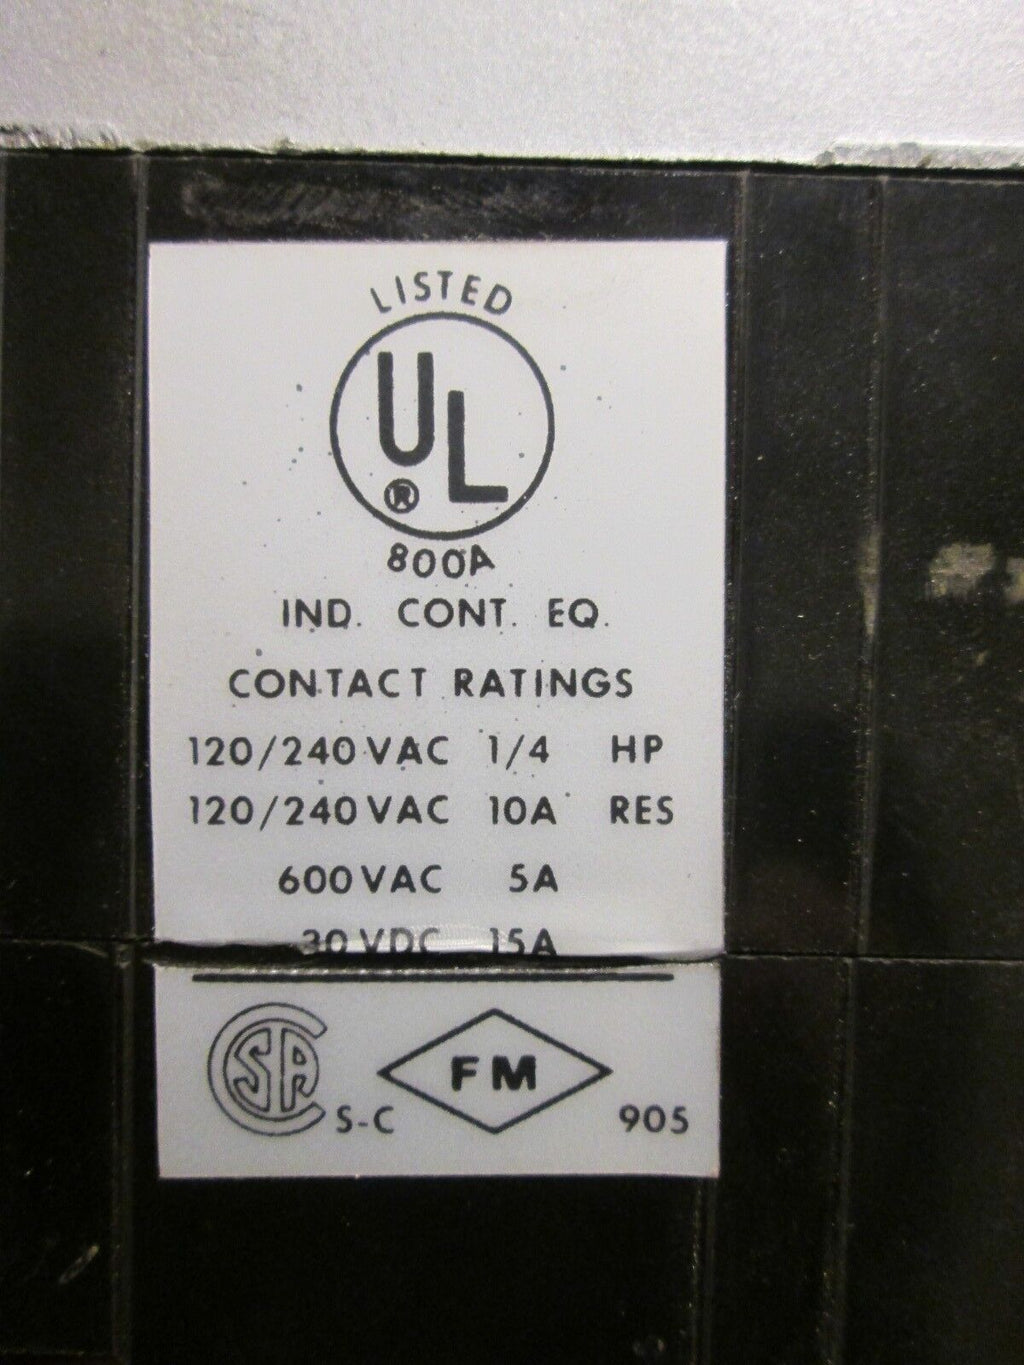 LISTED
UL
®
800A
IND. CONT. EQ.
CONTACT RATINGS
120/240 VAC 1/4 HP
120/240 VAC 10A RES
600 VAC 5A
30 VDC 15A
CSA S-C FM 905